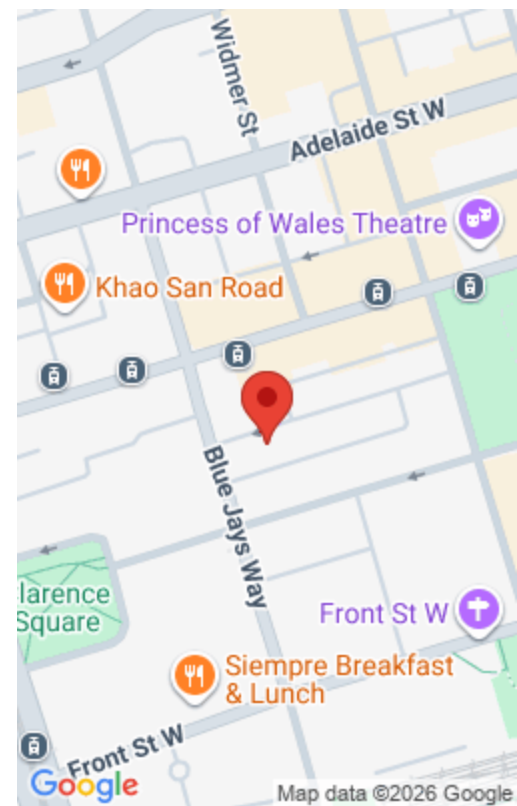 Widmer St
Adelaide St W
Princess of Wales Theatre
Khao San Road
Blue Jays Way
larence
Square
Front St W
Siempre Breakfast
& Lunch
Front St W
Google
Map data ©2026 Google